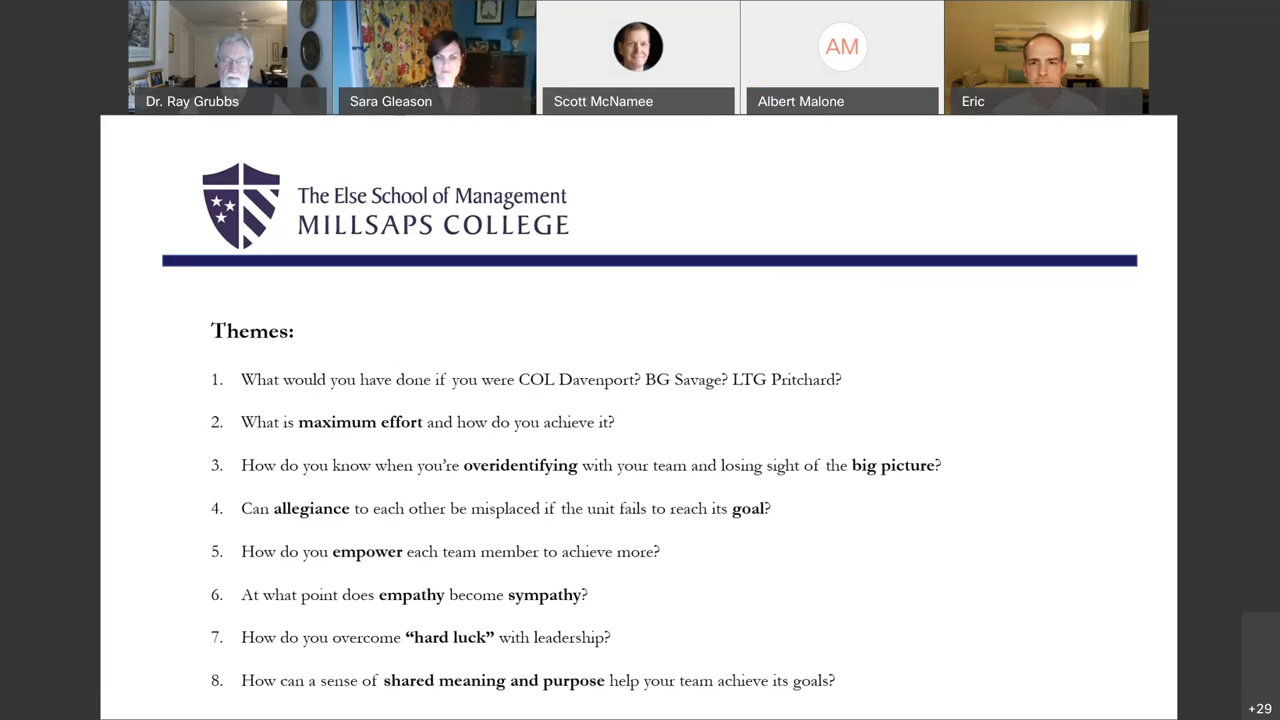 Dr. Ray Grubbs
Sara Gleason
Scott McNamee
AM
Albert Malone
Eric
The Else School of Management
MILLSAPS COLLEGE
Themes:
1. What would you have done if you were COL Davenport? BG Savage? LTG Pritchard?
2. What is maximum effort and how do you achieve it?
3. How do you know when you’re overidentifying with your team and losing sight of the big picture?
4. Can allegiance to each other be misplaced if the unit fails to reach its goal?
5. How do you empower each team member to achieve more?
6. At what point does empathy become sympathy?
7. How do you overcome “hard luck” with leadership?
8. How can a sense of shared meaning and purpose help your team achieve its goals?
+29